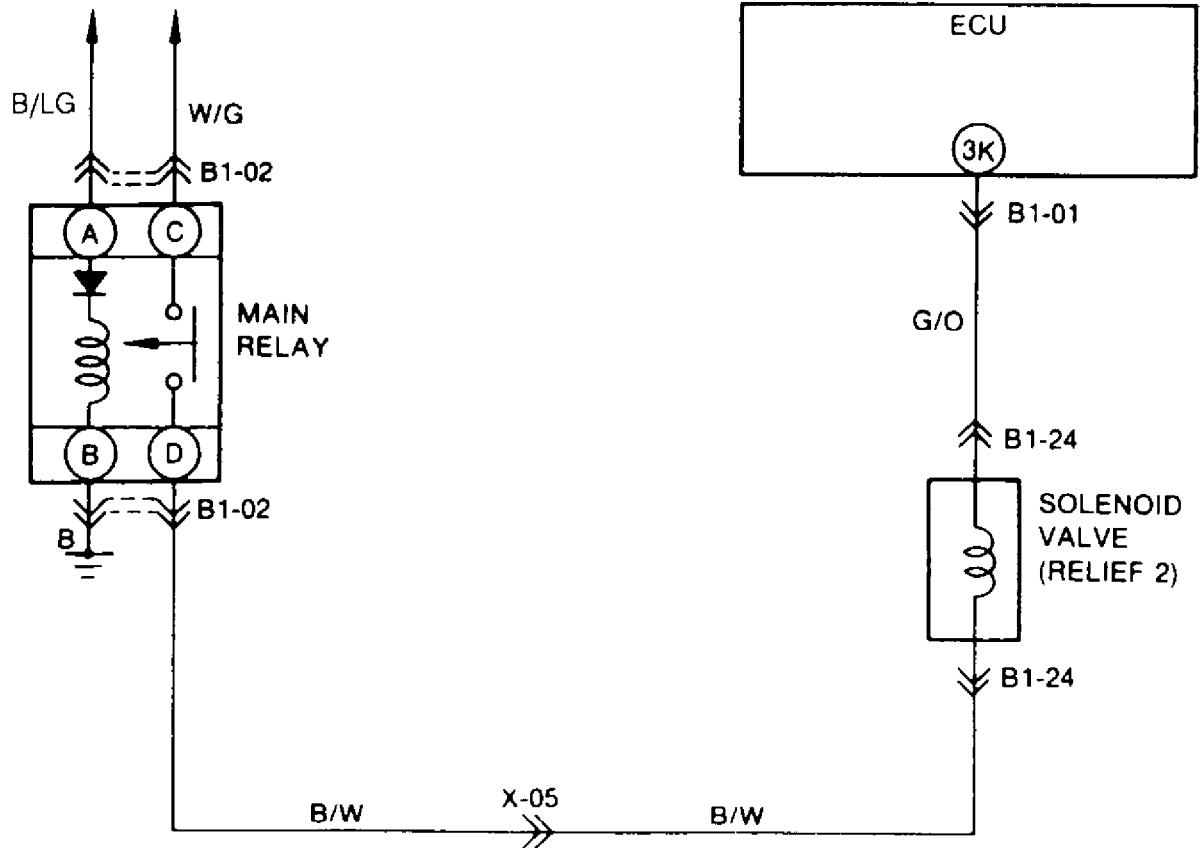 ECU
3K
B/LG
W/G
B1-02
B1-01
A
C
MAIN
RELAY
G/O
B1-24
B
D
B1-02
SOLENOID
VALVE
(RELIEF 2)
B
B1-24
X-05
B/W
B/W